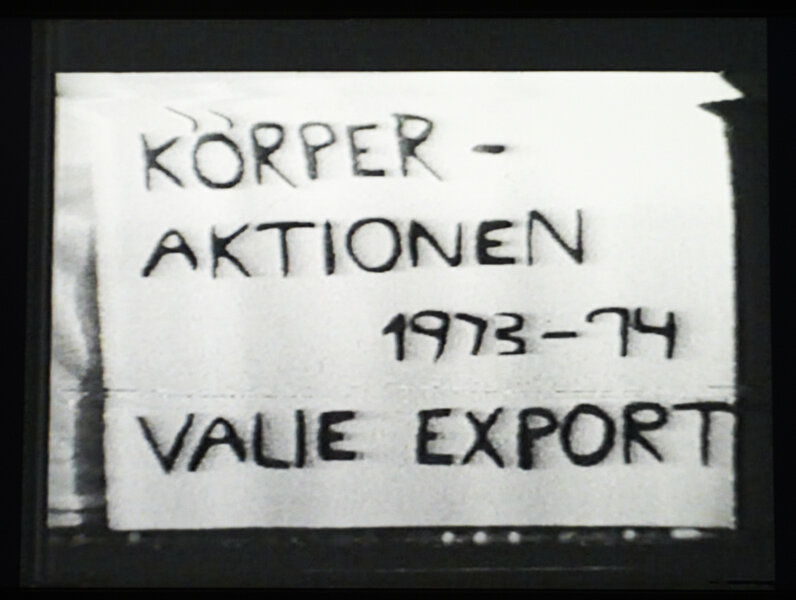 KÖRPER -
AKTIONEN
1973-74
VALIE EXPORT